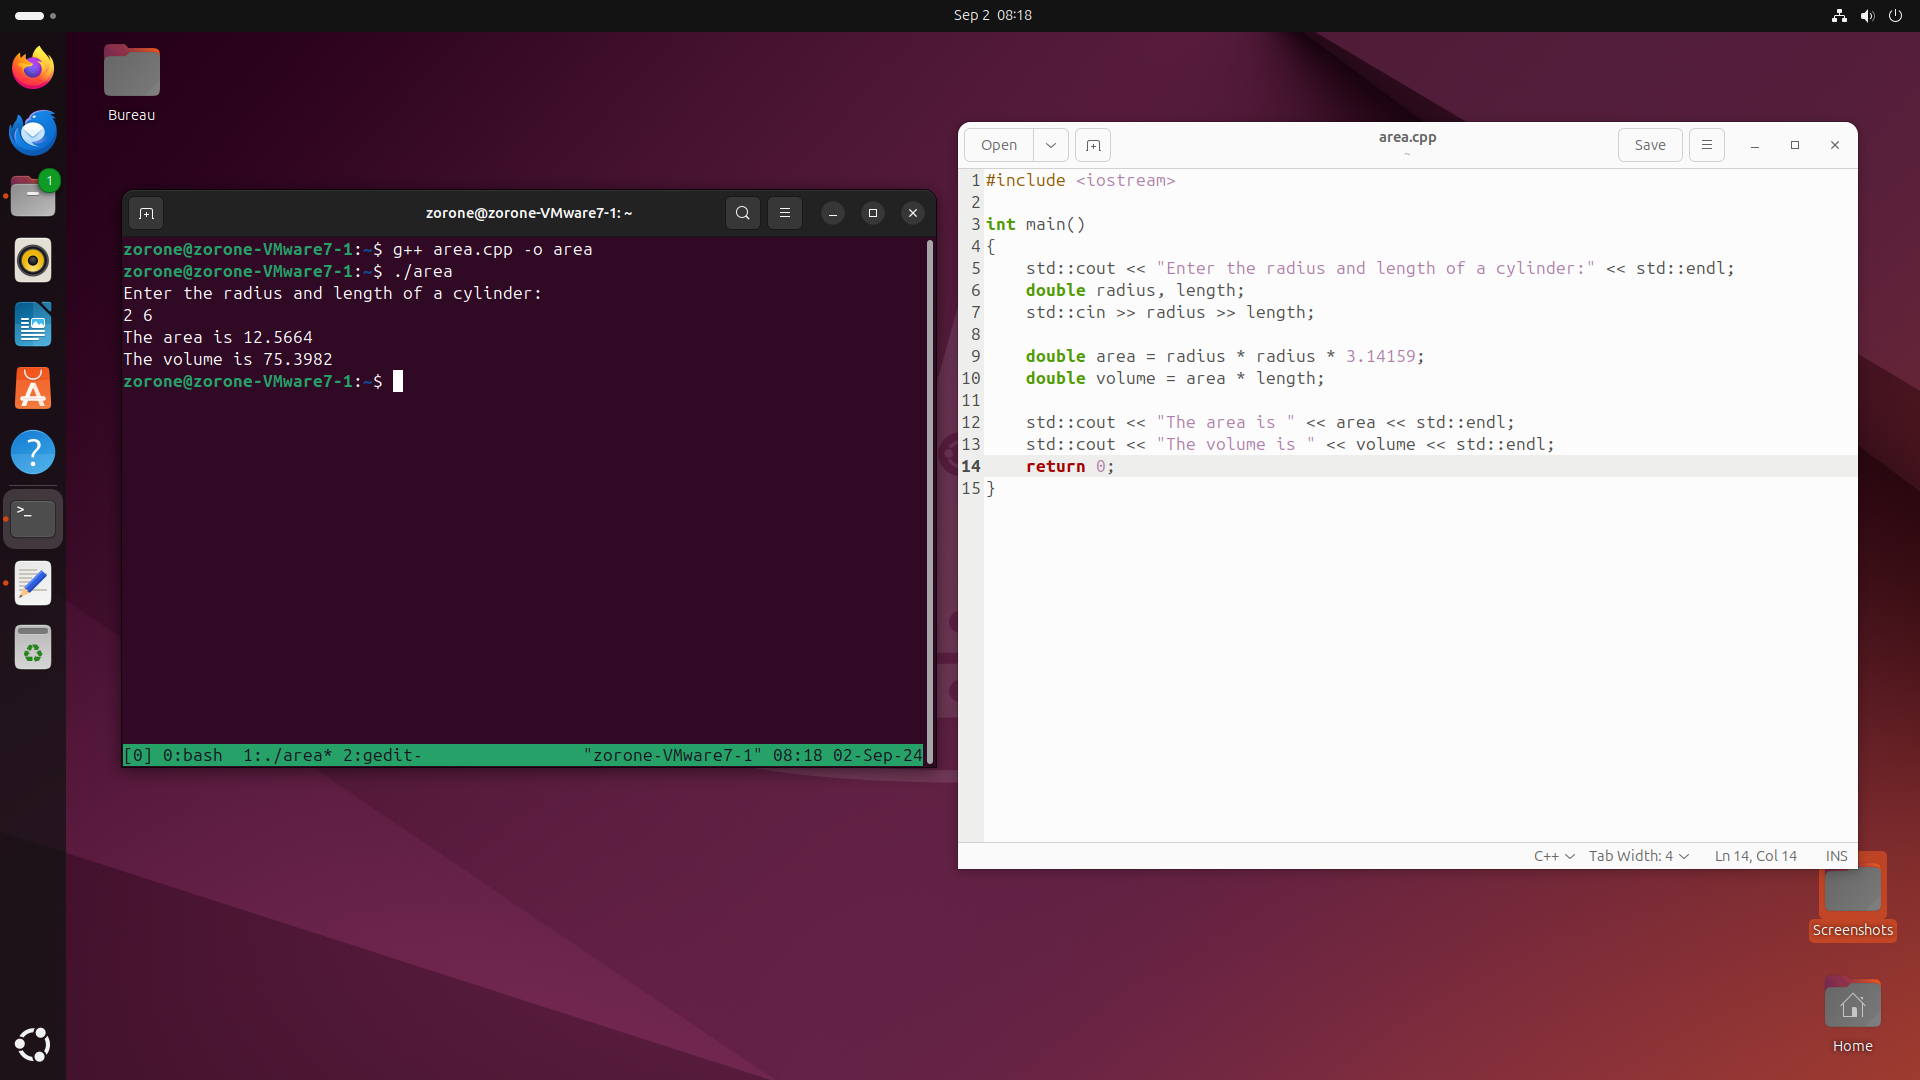 Sep 2 08:18
Bureau
1
zorone@zorone-VMware7-1: ~
zorone@zorone-VMware7-1:~$ g++ area.cpp -o area
zorone@zorone-VMware7-1:~$ ./area
Enter the radius and length of a cylinder:
2 6
The area is 12.5664
The volume is 75.3982
zorone@zorone-VMware7-1:~$
[0] 0:bash  1:./area* 2:gedit-                "zorone-VMware7-1" 08:18 02-Sep-24
Open
area.cpp
~
Save
1 #include <iostream>
2
3 int main()
4 {
5     std::cout << "Enter the radius and length of a cylinder:" << std::endl;
6     double radius, length;
7     std::cin >> radius >> length;
8
9     double area = radius * radius * 3.14159;
10     double volume = area * length;
11
12     std::cout << "The area is " << area << std::endl;
13     std::cout << "The volume is " << volume << std::endl;
14     return 0;
15 }
C++ Tab Width: 4 Ln 14, Col 14 INS
Screenshots
Home